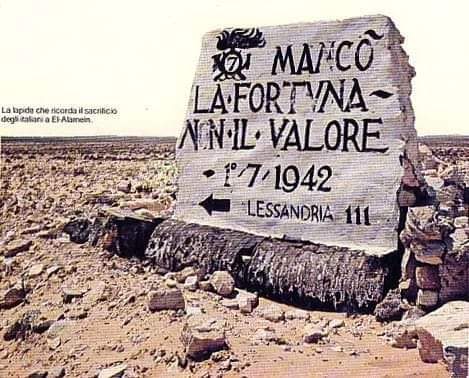 La lapide che ricorda il sacrificio
degli italiani a El-Alamein.
7
MANCÒ
LA·FORTVNA-
NON·IL·VALORE
- 1°/7/1942
LESSANDRIA 111